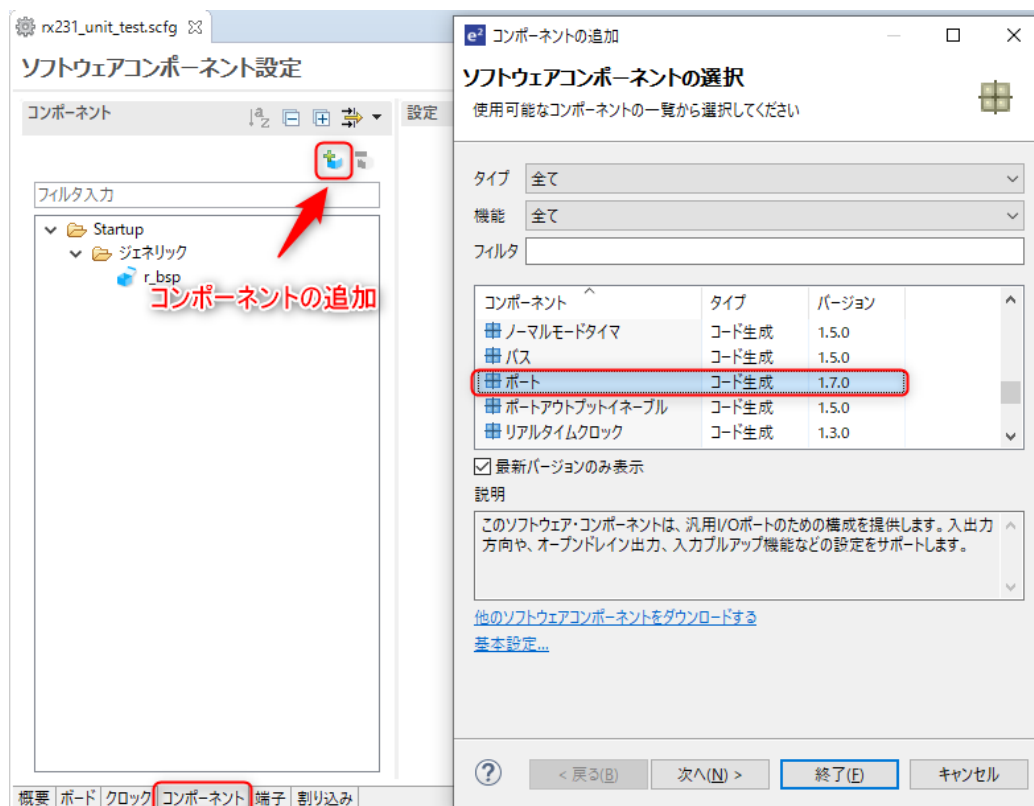 rx231_unit_test.scfg
ソフトウェアコンポーネント設定
コンポーネント
設定
フィルタ入力
Startup
ジェネリック
r_bsp
コンポーネントの追加
概要 ボード クロック コンポーネント 端子 割り込み
e² コンポーネントの追加
ソフトウェアコンポーネントの選択
使用可能なコンポーネントの一覧から選択してください
タイプ 全て
機能 全て
フィルタ
コンポーネント タイプ バージョン
ノーマルモードタイマ コード生成 1.5.0
バス コード生成 1.5.0
ポート コード生成 1.7.0
ポートアウトプットイネーブル コード生成 1.5.0
リアルタイムクロック コード生成 1.3.0
最新バージョンのみ表示
説明
このソフトウェア・コンポーネントは、汎用I/Oポートのための構成を提供します。入出力
方向や、オープンドレイン出力、入力プルアップ機能などの設定をサポートします。
他のソフトウェアコンポーネントをダウンロードする
基本設定...
? < 戻る(B) 次へ(N) > 終了(F) キャンセル